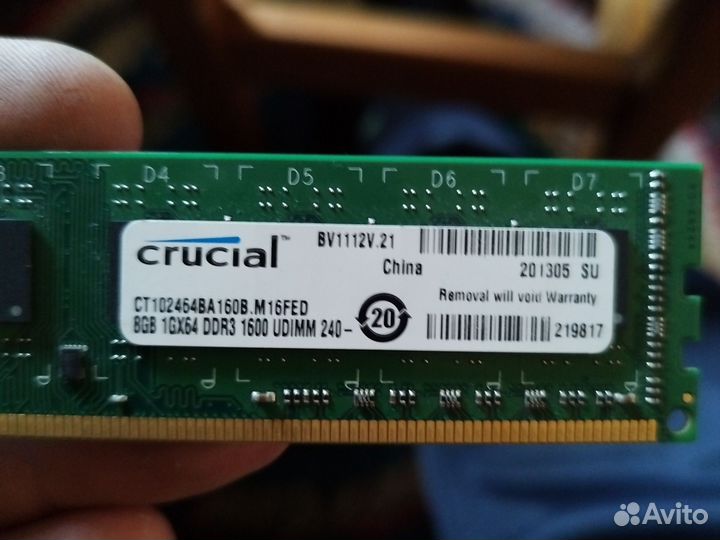 D4 D5 D6 D7
crucial™
BV1112V.21
China
201305 SU
CT102464BA160B.M16FED
Removal will void Warranty
8GB 1GX64 DDR3 1600 UDIMM 240-
20
219817
Avito